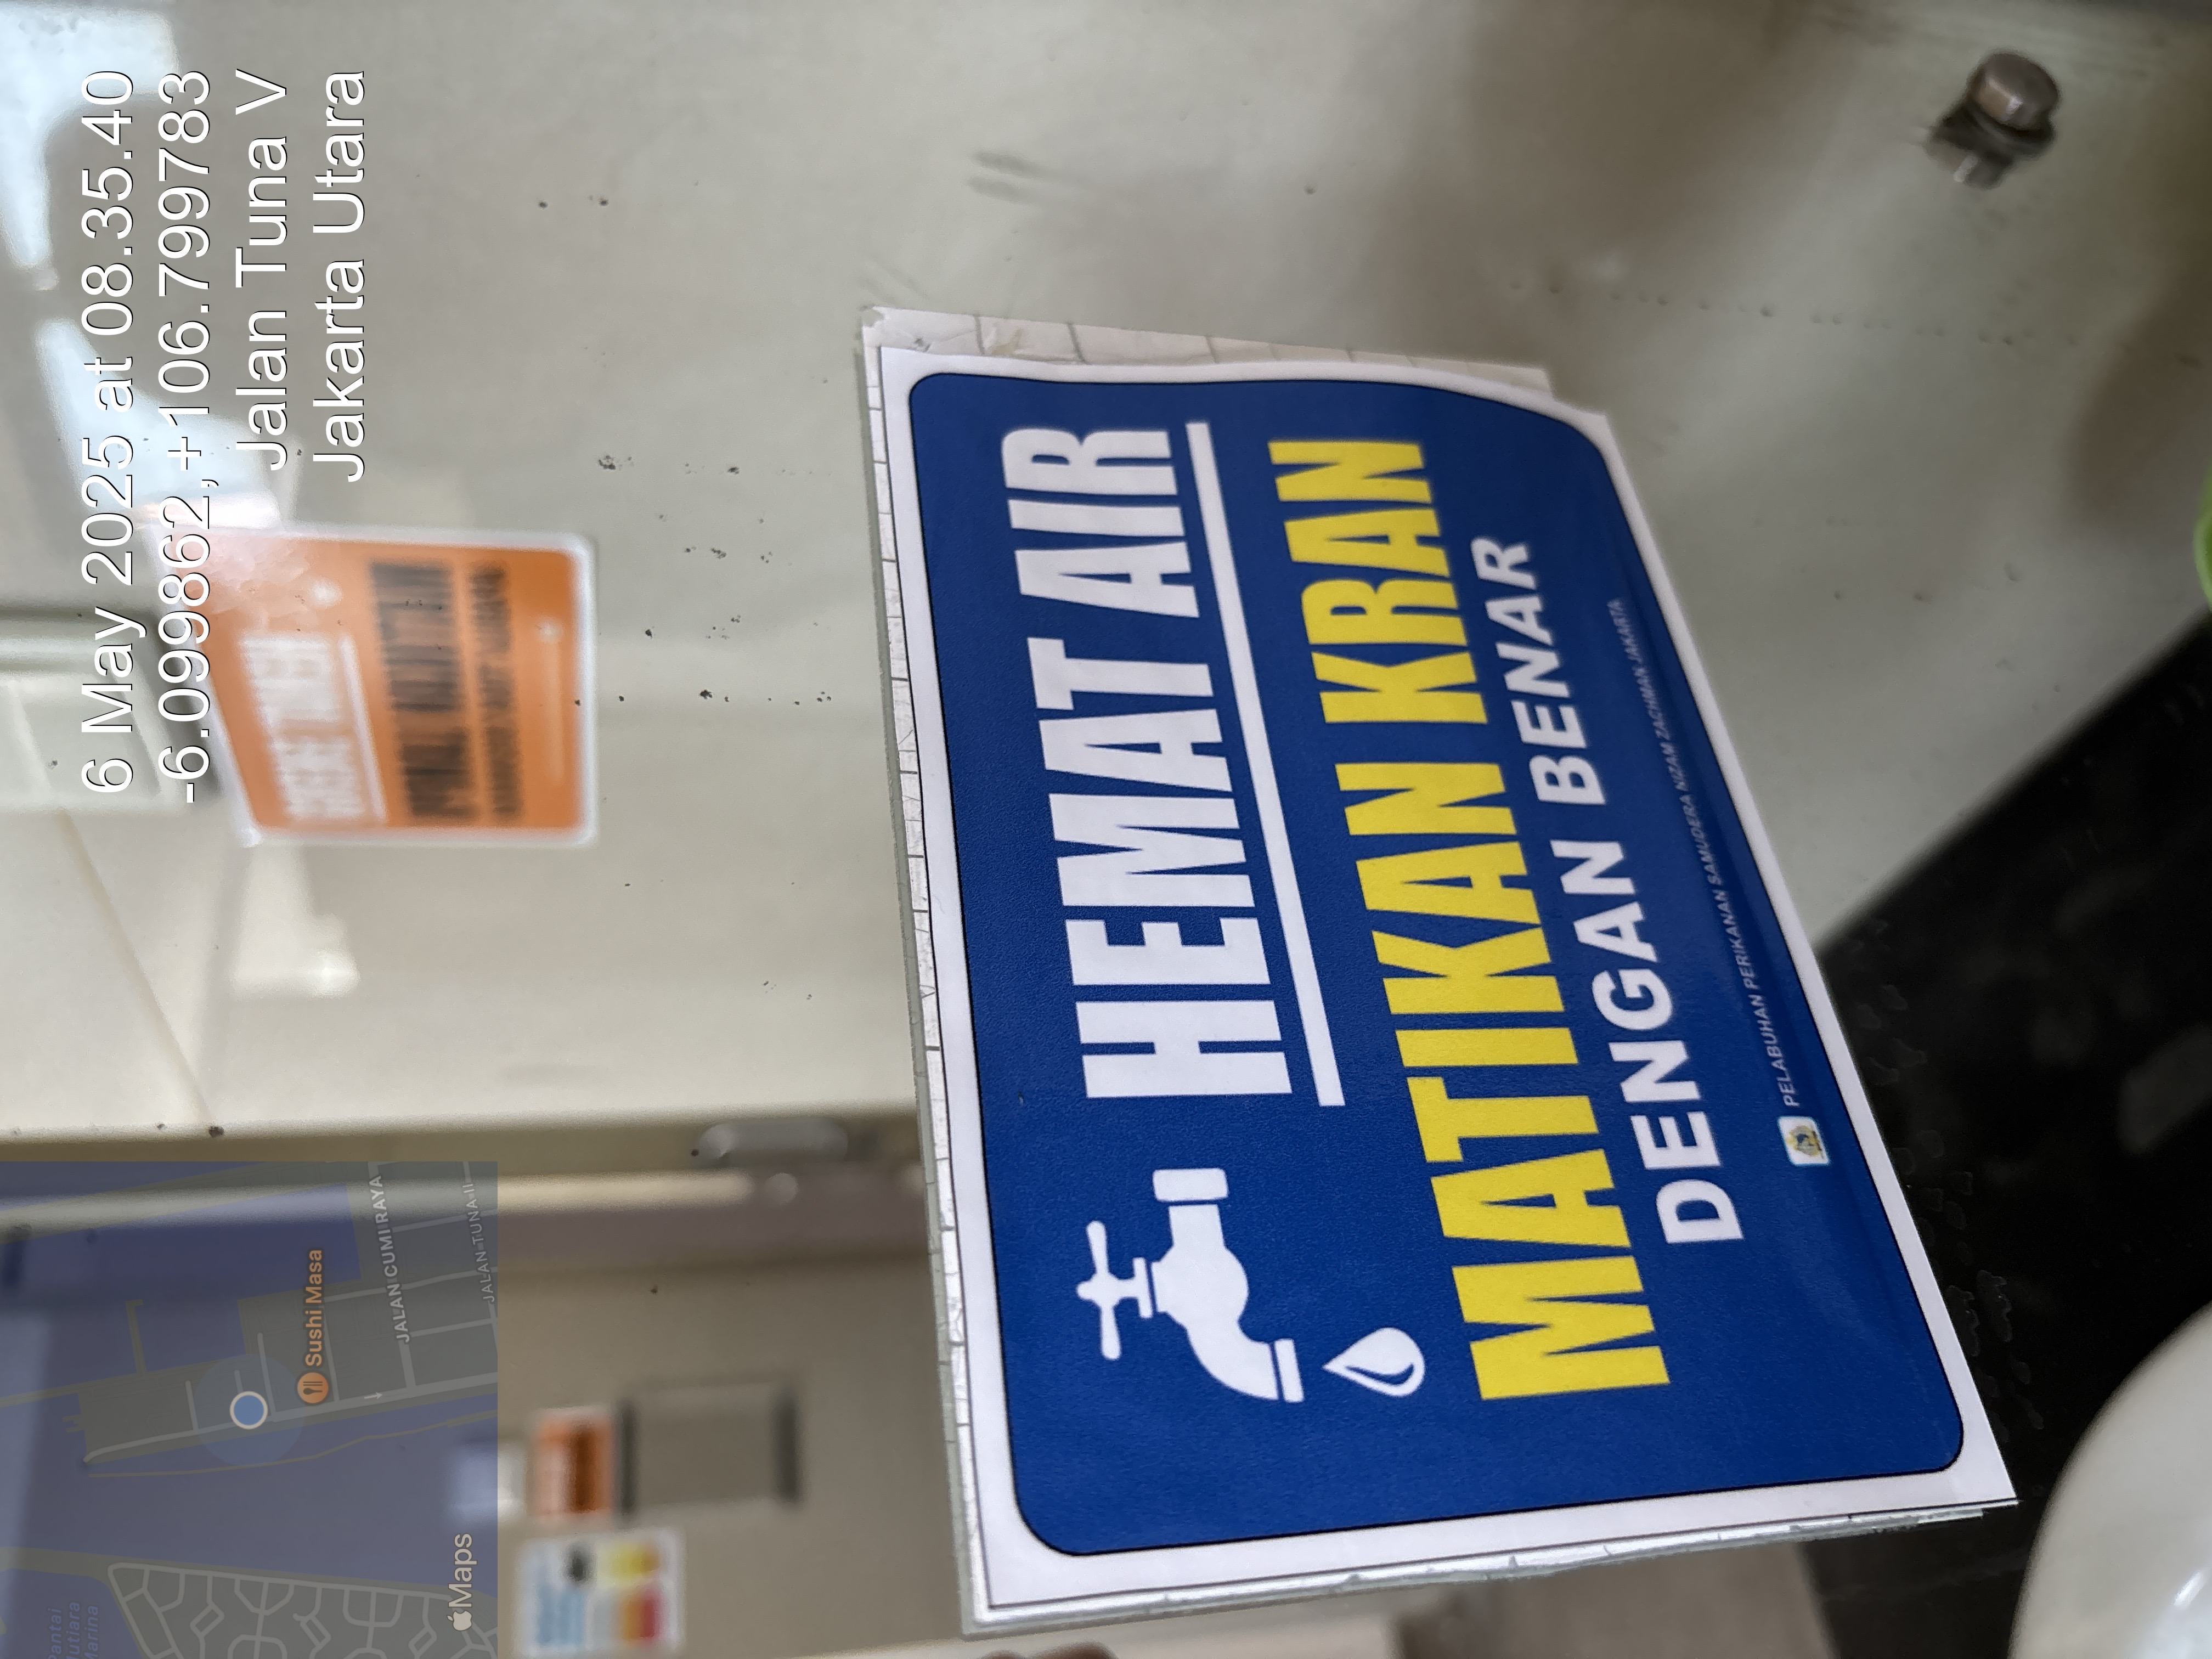 6 May 2025 at 08.35.40
-6.099862,+106.799783
Jalan Tuna V
Jakarta Utara
HEMAT AIR
MATIKAN KRAN
DENGAN BENAR
PELABUHAN PERIKANAN SAMUDERA NIZAM ZACHMAN JAKARTA
Sushi Masa
JALAN CUMI RAYA
JALAN TUNA II
Maps